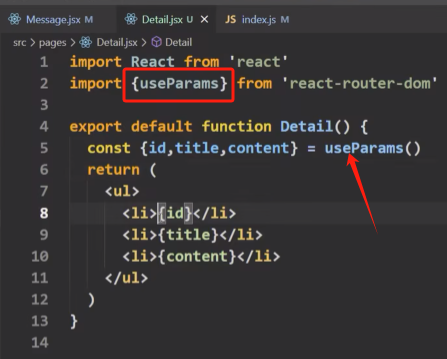 Message.jsx M
Detail.jsx U
JS index.js M
src > pages > Detail.jsx > Detail
1 import React from 'react'
2 import {useParams} from 'react-router-dom'
3
4 export default function Detail() {
5 const {id,title,content} = useParams()
6 return (
7 <ul>
8 <li>{id}</li>
9 <li>{title}</li>
10 <li>{content}</li>
11 </ul>
12 )
13 }
14